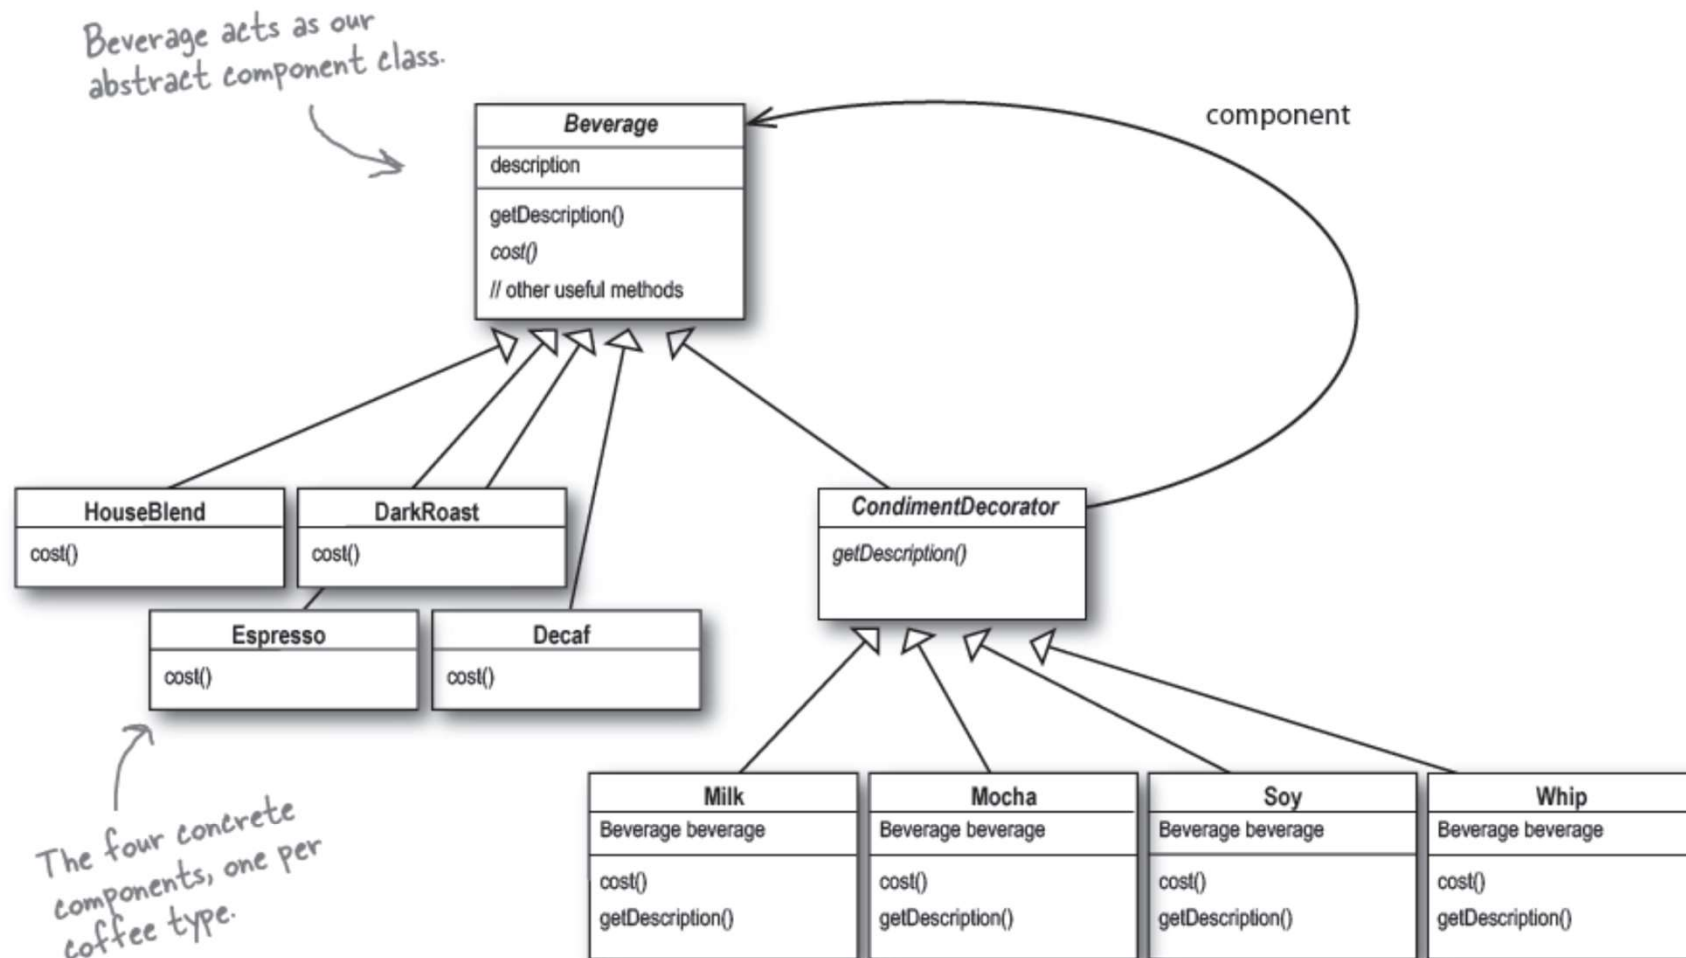 Beverage acts as our
abstract component class.
component
Beverage
description
getDescription()
cost()
// other useful methods
HouseBlend
cost()
DarkRoast
cost()
CondimentDecorator
getDescription()
Espresso
cost()
Decaf
cost()
The four concrete
components, one per
coffee type.
Milk
Beverage beverage
cost()
getDescription()
Mocha
Beverage beverage
cost()
getDescription()
Soy
Beverage beverage
cost()
getDescription()
Whip
Beverage beverage
cost()
getDescription()